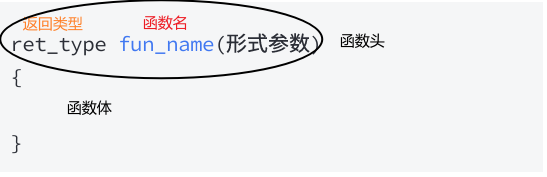 返回类型 函数名
ret_type fun_name(形式参数) 函数头
{
函数体
}